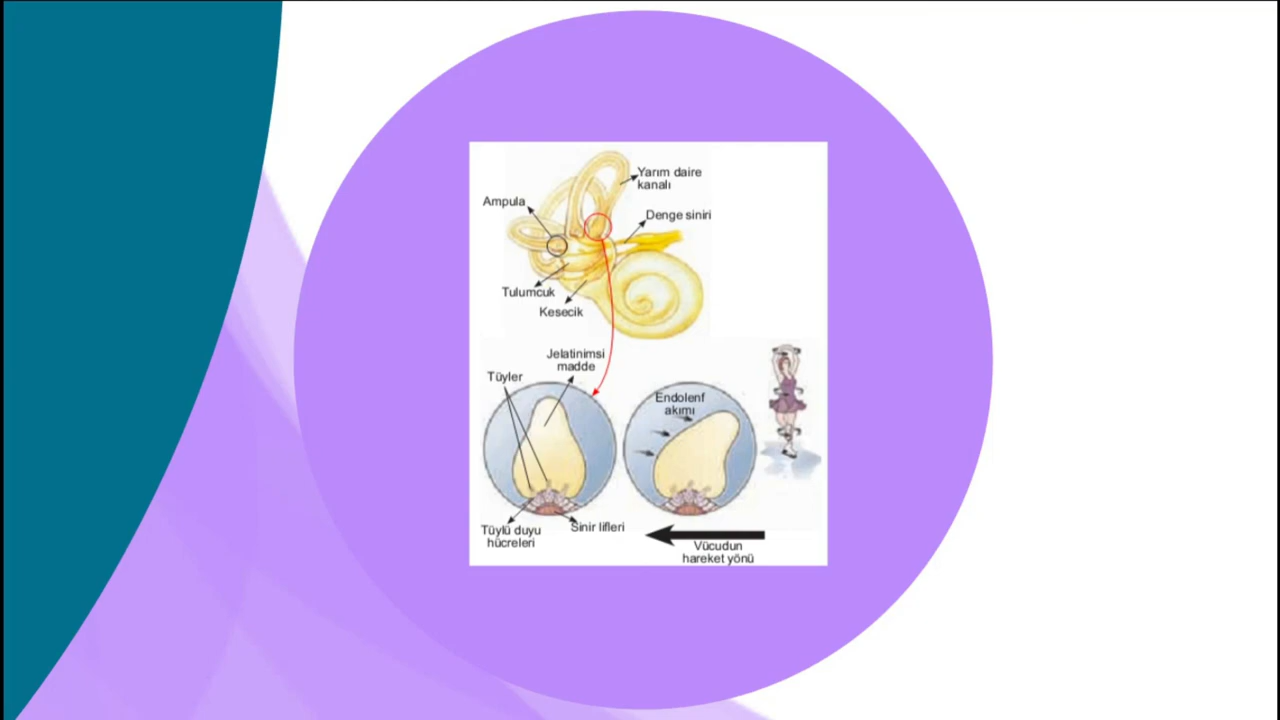 Yarım daire
kanalı
Ampula
Denge siniri
Tulumcuk
Kesecik
Jelatinimsi
madde
Tüyler
Endolenf
akımı
Tüylü duyu
hücreleri
Sinir lifleri
Vücudun
hareket yönü